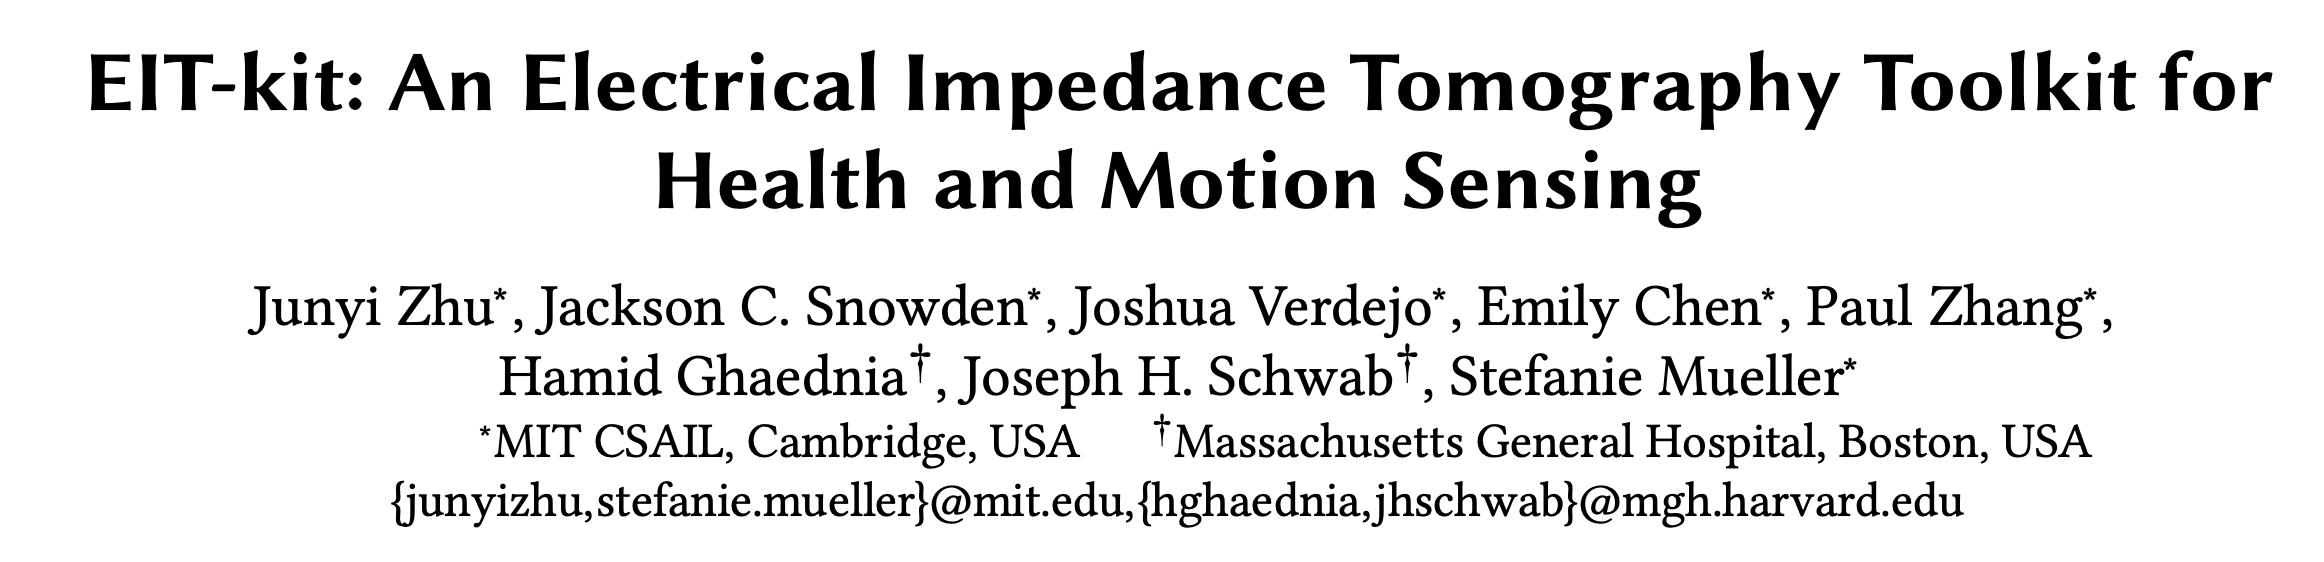 EIT-kit: An Electrical Impedance Tomography Toolkit for
Health and Motion Sensing
Junyi Zhu*, Jackson C. Snowden*, Joshua Verdejo*, Emily Chen*, Paul Zhang*,
Hamid Ghaednia†, Joseph H. Schwab†, Stefanie Mueller*
*MIT CSAIL, Cambridge, USA †Massachusetts General Hospital, Boston, USA
{junyizhu,stefanie.mueller}@mit.edu,{hghaednia,jhschwab}@mgh.harvard.edu